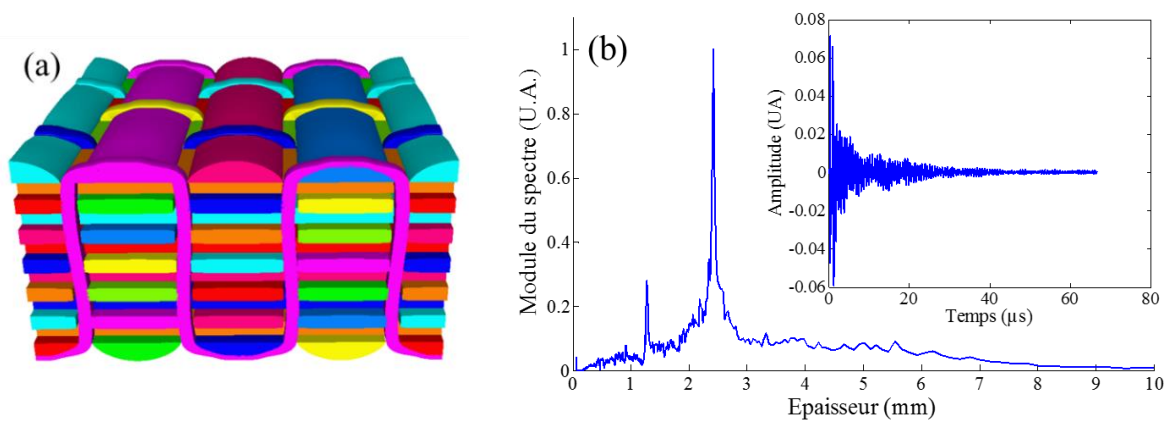 (a)
(b)
Module du spectre (U.A.)
1
0.8
0.6
0.4
0.2
0
0 1 2 3 4 5 6 7 8 9 10
Epaisseur (mm)
Amplitude (UA)
0.08
0.06
0.04
0.02
0
-0.02
-0.04
-0.06
0 20 40 60 80
Temps (µs)